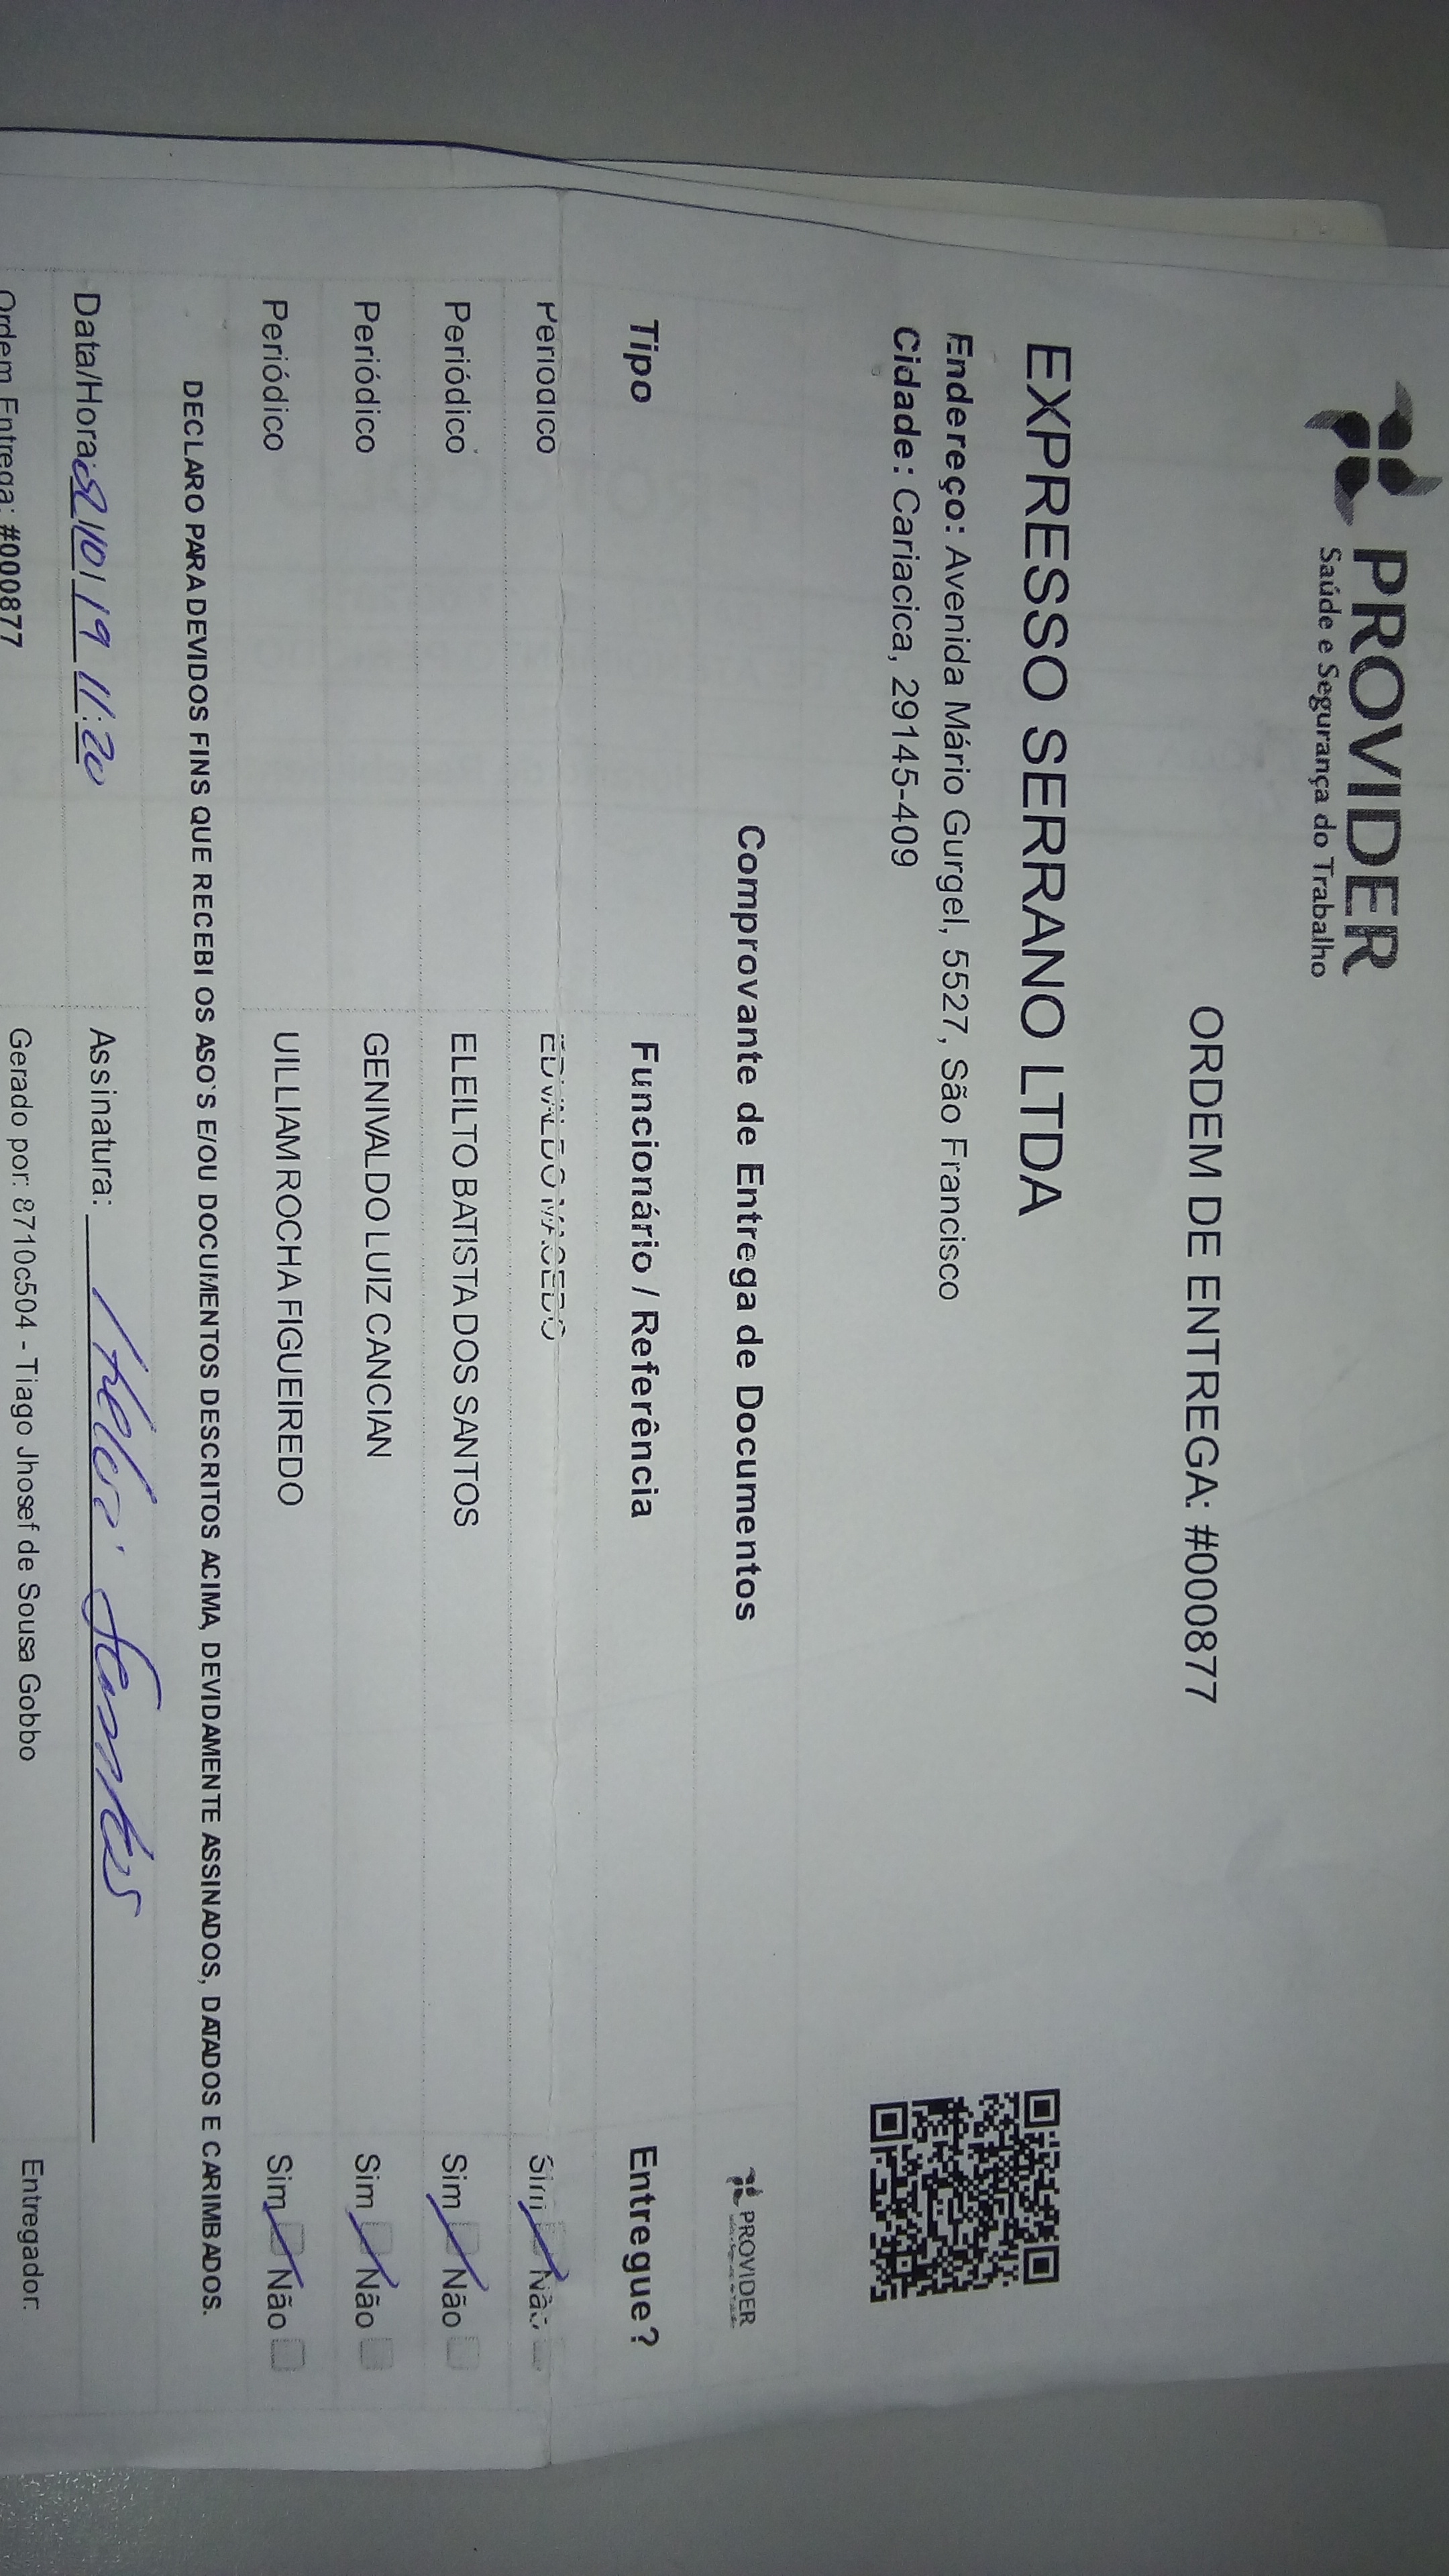 PROVIDER
Saúde e Segurança do Trabalho
ORDEM DE ENTREGA: #000877
EXPRESSO SERRANO LTDA
Endereço: Avenida Mário Gurgel, 5527, São Francisco
Cidade: Cariacica, 29145-409
Comprovante de Entrega de Documentos PROVIDER
Tipo Funcionário / Referência Entregue?
Periódico EDIVALDO MACEDO Sim Não
Periódico ELEILTO BATISTA DOS SANTOS Sim Não
Periódico GENIVALDO LUIZ CANCIAN Sim Não
Periódico UILLIAM ROCHA FIGUEIREDO Sim Não
DECLARO PARA DEVIDOS FINS QUE RECEBI OS ASO`S E/OU DOCUMENTOS DESCRITOS ACIMA, DEVIDAMENTE ASSINADOS, DATADOS E CARIMBADOS.
Data/Hora: /10/19 11:20 Assinatura: Santos
Ordem Entrega: #000877 Gerado por: 8710c504 - Tiago Jhosef de Sousa Gobbo Entregador: